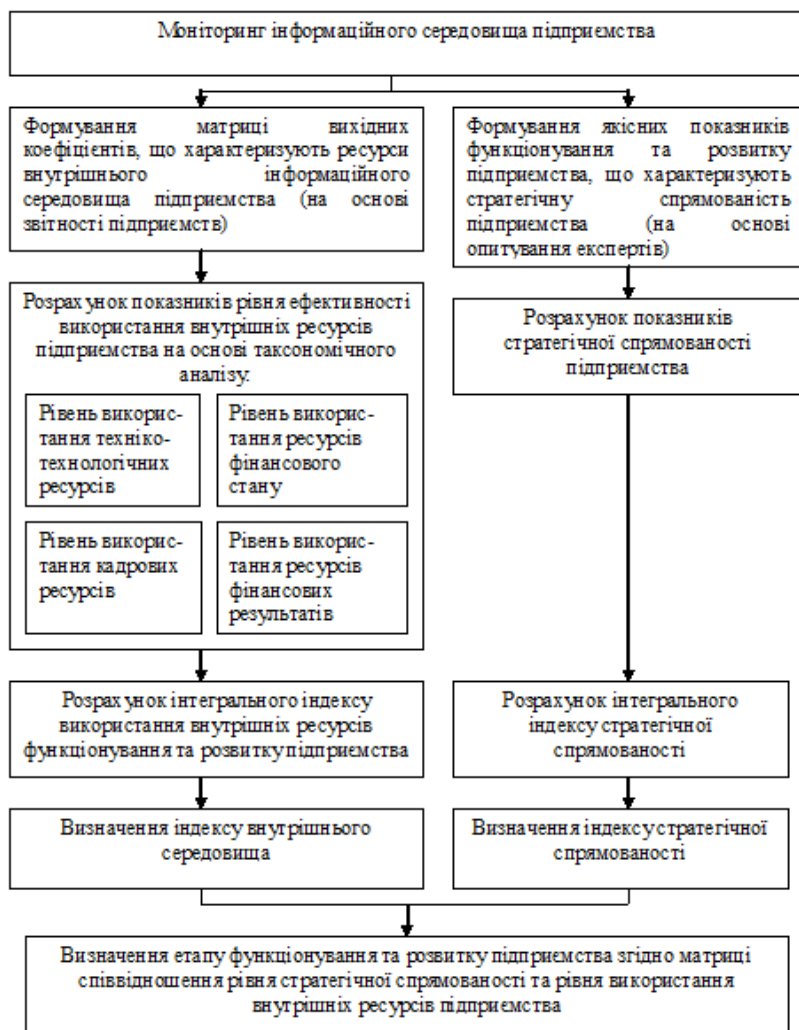 Моніторинг інформаційного середовища підприємства
Формування матриці вихідних
коефіцієнтів, що характеризують ресурси
внутрішнього інформаційного
середовища підприємства (на основі
звітності підприємств)
Формування якісних показників
функціонування та розвитку
підприємства, що характеризують
стратегічну спрямованість
підприємства (на основі
опитування експертів)
Розрахунок показників рівня ефективності
використання внутрішніх ресурсів
підприємства на основі таксономічного
аналізу:
Рівень викорис-
тання техніко-
технологічних
ресурсів
Рівень викорис-
тання ресурсів
фінансового
стану
Рівень викорис-
тання кадрових
ресурсів
Рівень викорис-
тання ресурсів
фінансових
результатів
Розрахунок показників
стратегічної спрямованості
підприємства
Розрахунок інтегрального індексу
використання внутрішніх ресурсів
функціонування та розвитку підприємства
Розрахунок інтегрального
індексу стратегічної
спрямованості
Визначення індексу внутрішнього
середовища
Визначення індексу стратегічної
спрямованості
Визначення етапу функціонування та розвитку підприємства згідно матриці
співвідношення рівня стратегічної спрямованості та рівня використання
внутрішніх ресурсів підприємства